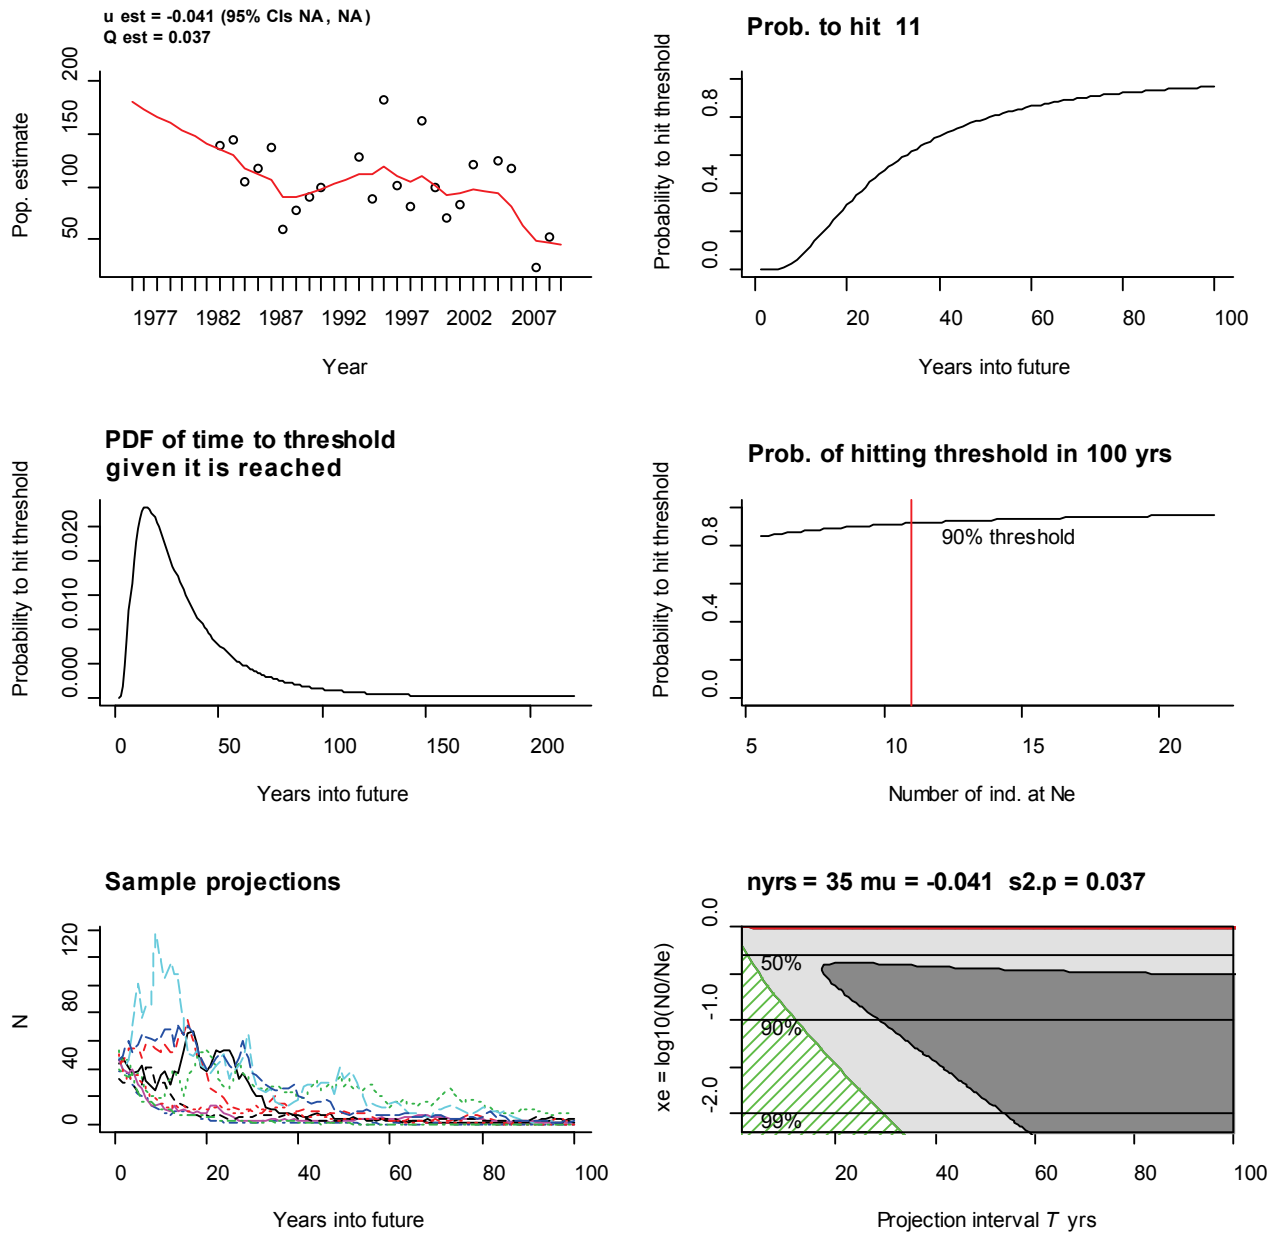 u est = -0.041 (95% CIs NA, NA)
Q est = 0.037
Pop. estimate
200
150
100
50
1977 1982 1987 1992 1997 2002 2007
Year
Prob. to hit 11
Probability to hit threshold
0.8
0.4
0.0
0 20 40 60 80 100
Years into future
PDF of time to threshold
given it is reached
Probability to hit threshold
0.020
0.010
0.000
0 50 100 150 200
Years into future
Prob. of hitting threshold in 100 yrs
Probability to hit threshold
0.8
0.4
0.0
90% threshold
5 10 15 20
Number of ind. at Ne
Sample projections
N
120
80
40
0
0 20 40 60 80 100
Years into future
nyrs = 35 mu = -0.041 s2.p = 0.037
xe = log10(N0/Ne)
0.0
-1.0
-2.0
50%
90%
99%
20 40 60 80 100
Projection interval T yrs